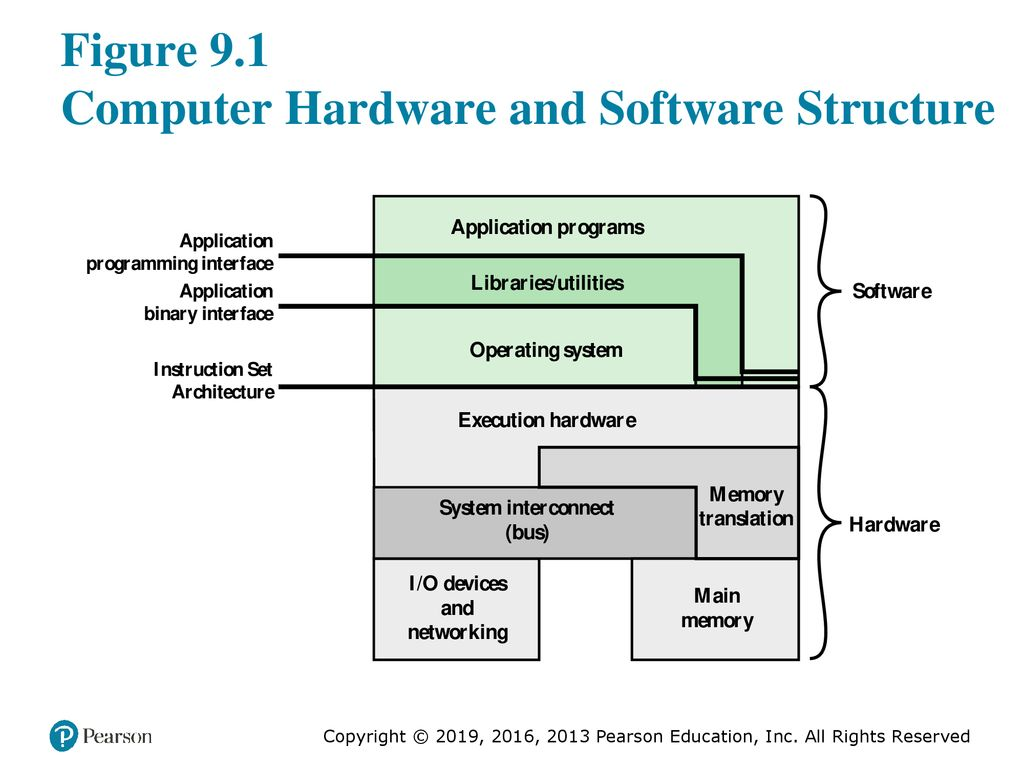 Figure 9.1
Computer Hardware and Software Structure
Application
programming interface
Application
binary interface
Instruction Set
Architecture
Application programs
Libraries/utilities
Operating system
Execution hardware
System interconnect
(bus)
Memory
translation
I/O devices
and
networking
Main
memory
Software
Hardware
Pearson
Copyright © 2019, 2016, 2013 Pearson Education, Inc. All Rights Reserved